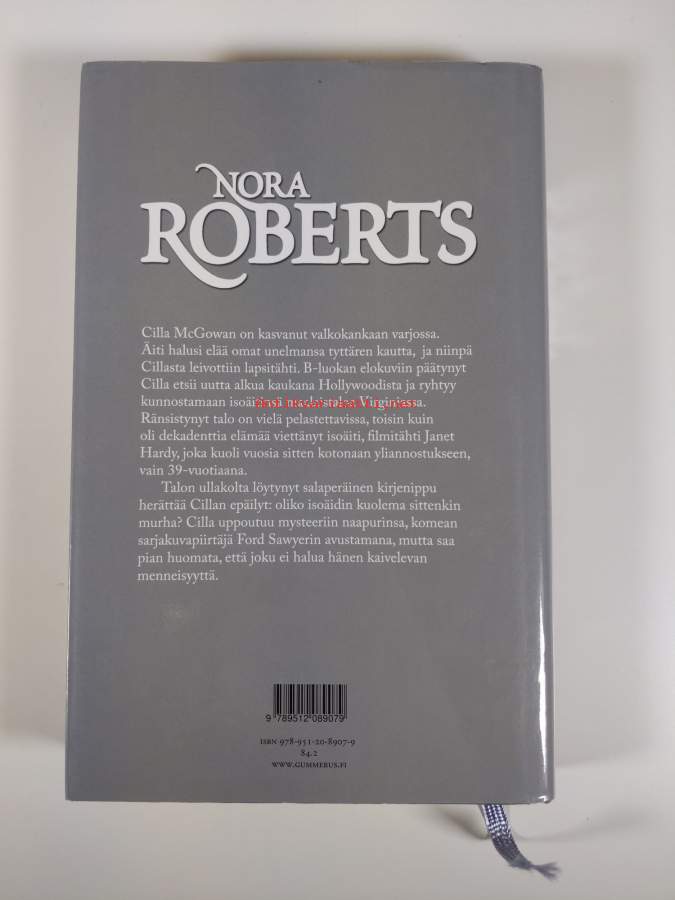 NORA
ROBERTS
Cilla McGowan on kasvanut valkokankaan varjossa.
Äiti halusi elää omat unelmansa tyttären kautta, ja niinpä
Cillasta leivottiin lapsitähti. B-luokan elokuviin päätynyt
Cilla etsii uutta alkua kaukana Hollywoodista ja ryhtyy
kunnostamaan isoäitinsä Virginiassa.
Ränsistynyt talo on vielä pelastettavissa, toisin kuin
oli dekadenttia elämää viettänyt isoäiti, filmitähti Janet
Hardy, joka kuoli vuosia sitten kotonaan yliannostukseen,
vain 39-vuotiaana.
Talon ullakolta löytynyt salaperäinen kirjenippu
herättää Cillan epäilyt: oliko isoäidin kuolema sittenkin
murha? Cilla uppoutuu mysteeriin naapurinsa, komean
sarjakuvapiirtäjä Ford Sawyerin avustamana, mutta saa
pian huomata, että joku ei halua hänen kaivelevan
menneisyyttä.
9 789512 089079
ISBN 978-951-20-8907-9
84.2
WWW.GUMMERUS.FI